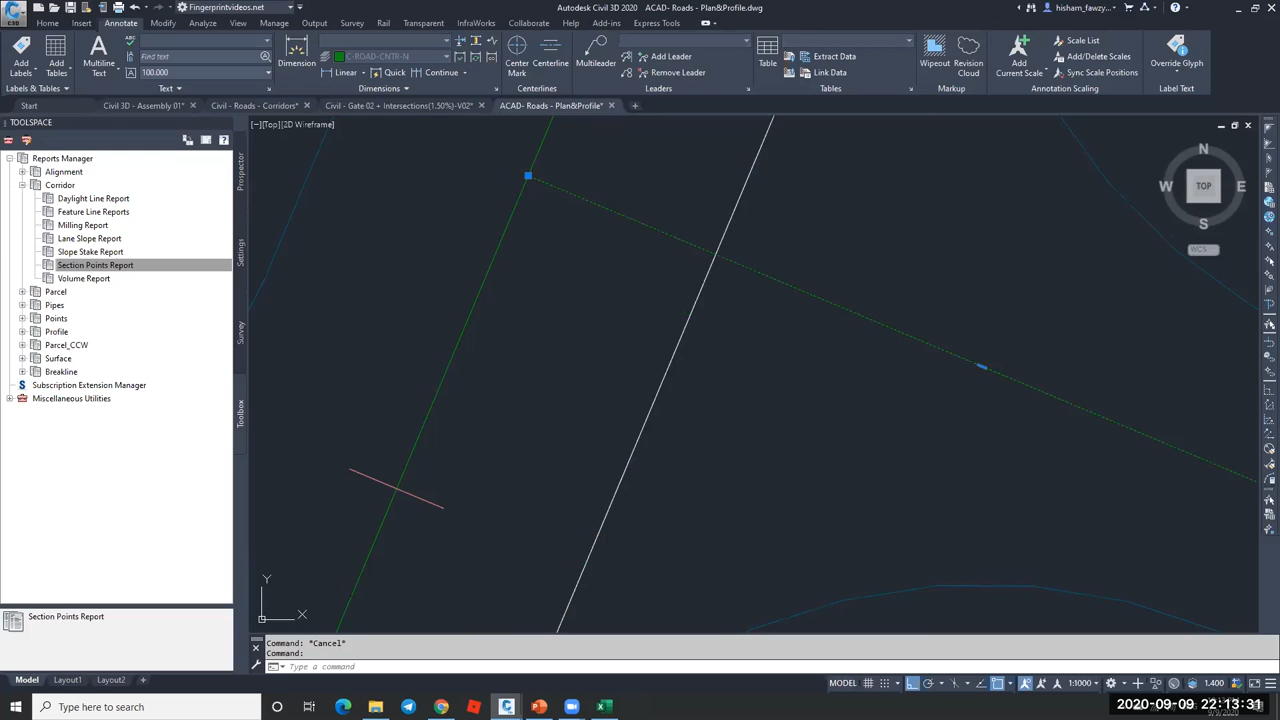 Fingerprintvideos.net
Autodesk Civil 3D 2020 ACAD- Roads - Plan&Profile.dwg
hisham_fawzy...
C3D
Home Insert Annotate Modify Analyze View Manage Output Survey Rail Transparent InfraWorks Collaborate Help Add-ins Express Tools
Add Labels
Add Tables
Labels & Tables
Multiline Text
Find text
100.000
Text
Dimension
C-ROAD-CNTR-N
Linear Quick Continue
Dimensions
Center Mark
Centerline
Centerlines
Multileader
Add Leader
Remove Leader
Leaders
Table
Extract Data
Link Data
Tables
Wipeout
Revision Cloud
Markup
Add Current Scale
Scale List
Add/Delete Scales
Sync Scale Positions
Annotation Scaling
Override Glyph
Label Text
Start Civil 3D - Assembly 01* Civil - Roads - Corridors* Civil - Gate 02 + Intersections(1.50%)-V02* ACAD- Roads - Plan&Profile*
TOOLSPACE
[−][Top][2D Wireframe]
Reports Manager
Alignment
Corridor
Daylight Line Report
Feature Line Reports
Milling Report
Lane Slope Report
Slope Stake Report
Section Points Report
Volume Report
Parcel
Pipes
Points
Profile
Parcel_CCW
Surface
Breakline
Subscription Extension Manager
Miscellaneous Utilities
Prospector
Settings
Survey
Toolbox
N
W TOP E
S
WCS
Y
X
Section Points Report
Command: *Cancel*
Command:
Type a command
Model Layout1 Layout2
MODEL
1:1000
1.400
Type here to search
2020-09-09 22:13:31